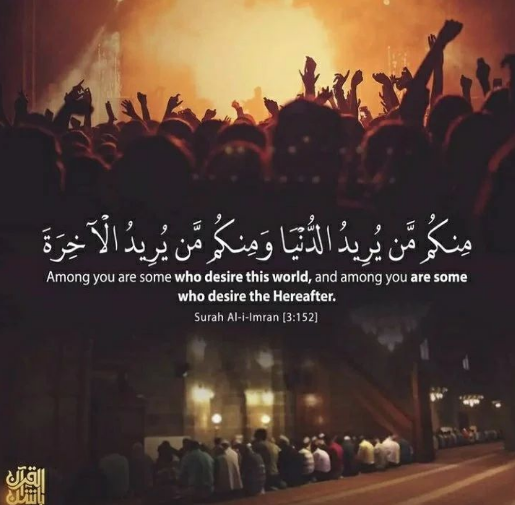 مِنكُم مَّن يُرِيدُ الدُّنْيَا وَمِنكُم مَّن يُرِيدُ الْآخِرَةَ
Among you are some who desire this world, and among you are some
who desire the Hereafter.
Surah Al-i-Imran [3:152]